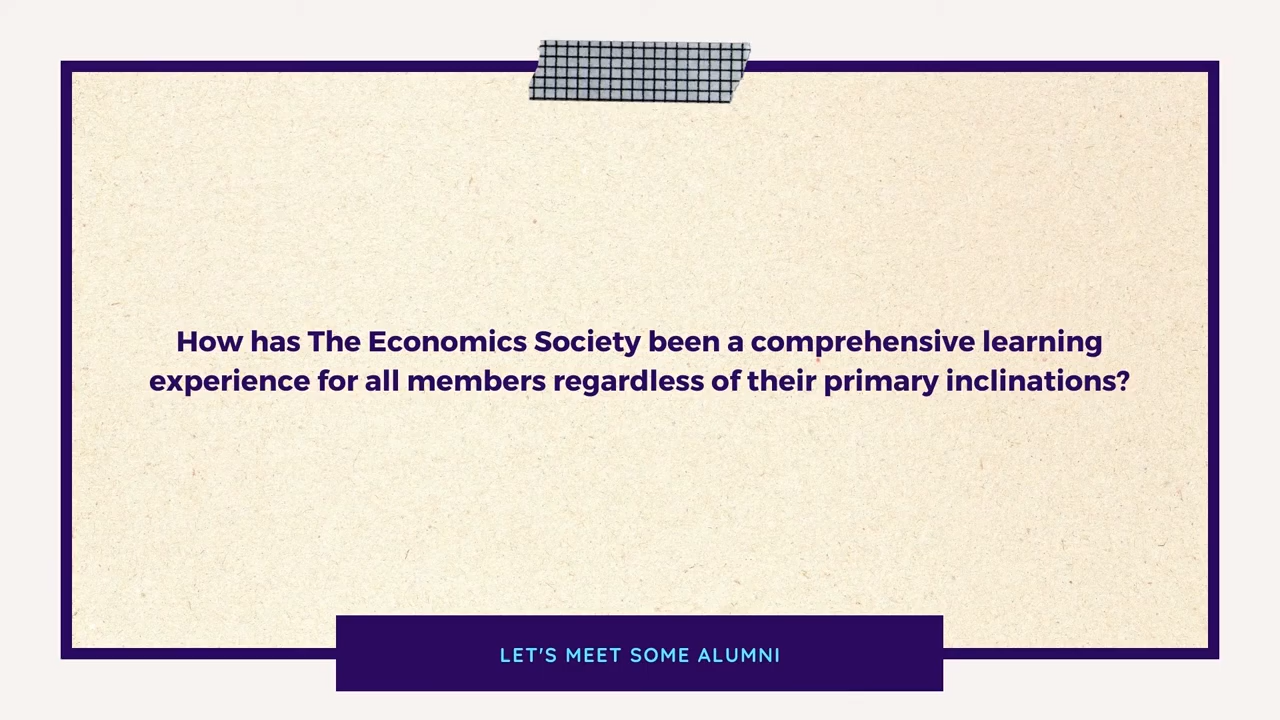 How has The Economics Society been a comprehensive learning
experience for all members regardless of their primary inclinations?
LET'S MEET SOME ALUMNI